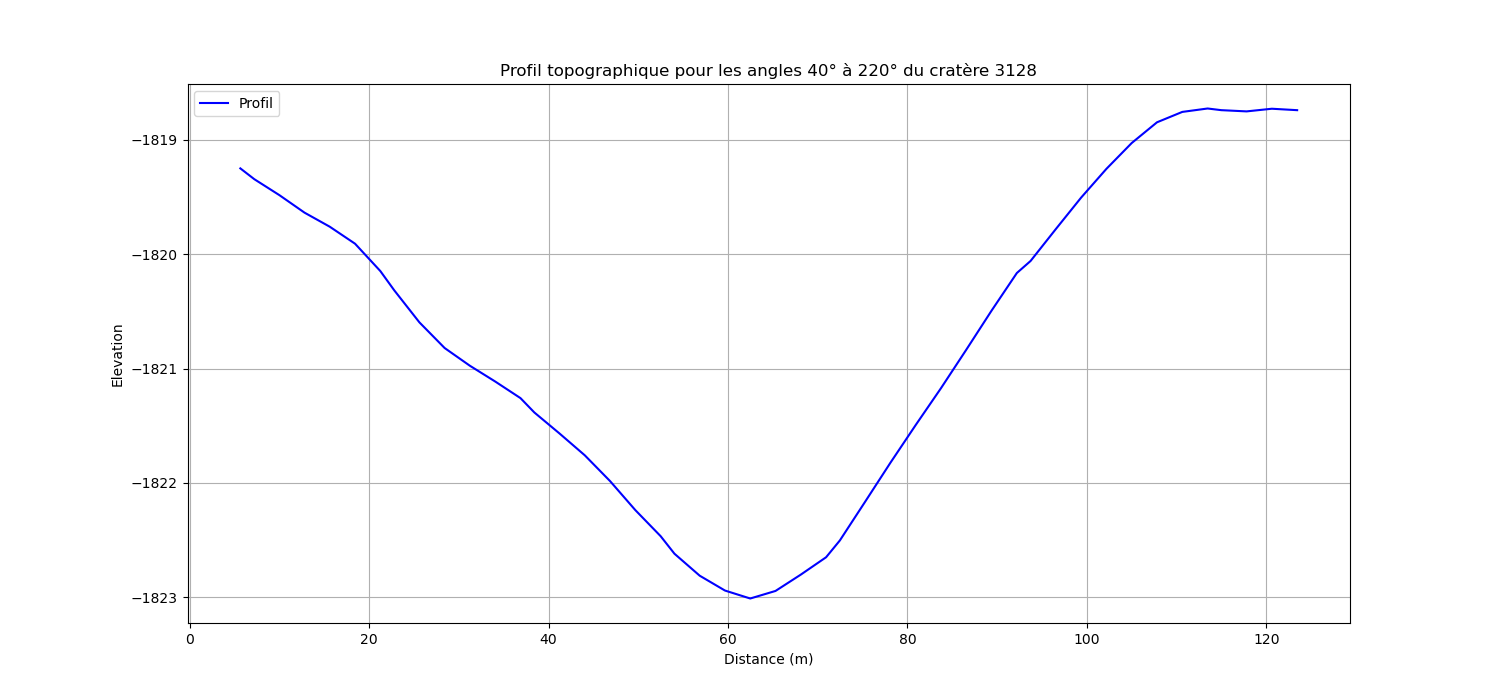 Profil topographique pour les angles 40° à 220° du cratère 3128
Profil
−1819
−1820
−1821
−1822
−1823
Elevation
0 20 40 60 80 100 120
Distance (m)